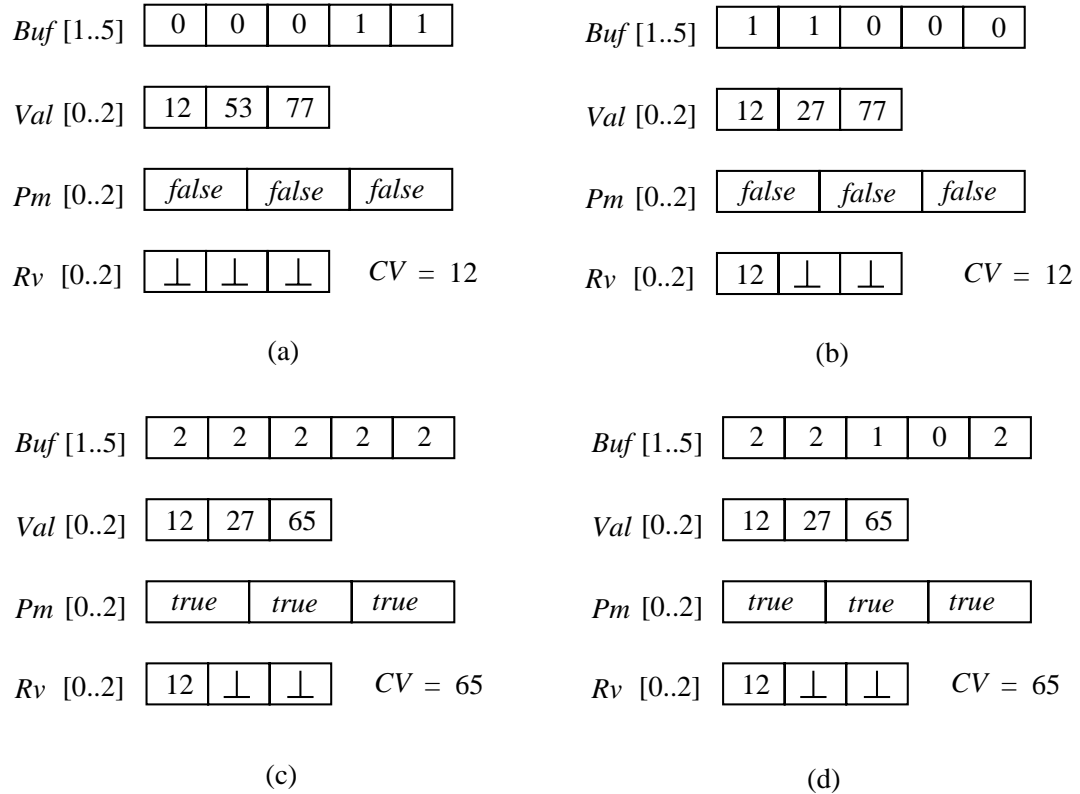 Buf [1..5] 0 0 0 1 1
Val [0..2] 12 53 77
Pm [0..2] false false false
Rv [0..2] ⊥ ⊥ ⊥ CV = 12
(a)
Buf [1..5] 1 1 0 0 0
Val [0..2] 12 27 77
Pm [0..2] false false false
Rv [0..2] 12 ⊥ ⊥ CV = 12
(b)
Buf [1..5] 2 2 2 2 2
Val [0..2] 12 27 65
Pm [0..2] true true true
Rv [0..2] 12 ⊥ ⊥ CV = 65
(c)
Buf [1..5] 2 2 1 0 2
Val [0..2] 12 27 65
Pm [0..2] true true true
Rv [0..2] 12 ⊥ ⊥ CV = 65
(d)